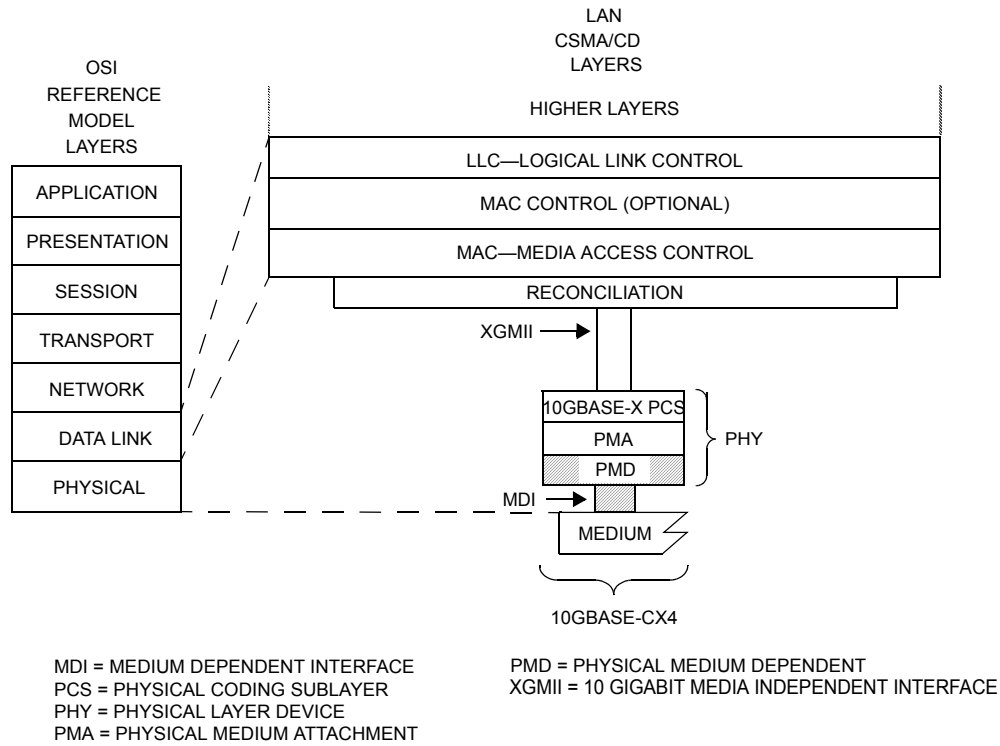 LAN
CSMA/CD
LAYERS
OSI
REFERENCE
MODEL
LAYERS
HIGHER LAYERS
LLC—LOGICAL LINK CONTROL
MAC CONTROL (OPTIONAL)
MAC—MEDIA ACCESS CONTROL
RECONCILIATION
APPLICATION
PRESENTATION
SESSION
TRANSPORT
NETWORK
DATA LINK
PHYSICAL
XGMII
10GBASE-X PCS
PMA
PMD
PHY
MDI
MEDIUM
10GBASE-CX4
MDI = MEDIUM DEPENDENT INTERFACE
PCS = PHYSICAL CODING SUBLAYER
PHY = PHYSICAL LAYER DEVICE
PMA = PHYSICAL MEDIUM ATTACHMENT
PMD = PHYSICAL MEDIUM DEPENDENT
XGMII = 10 GIGABIT MEDIA INDEPENDENT INTERFACE